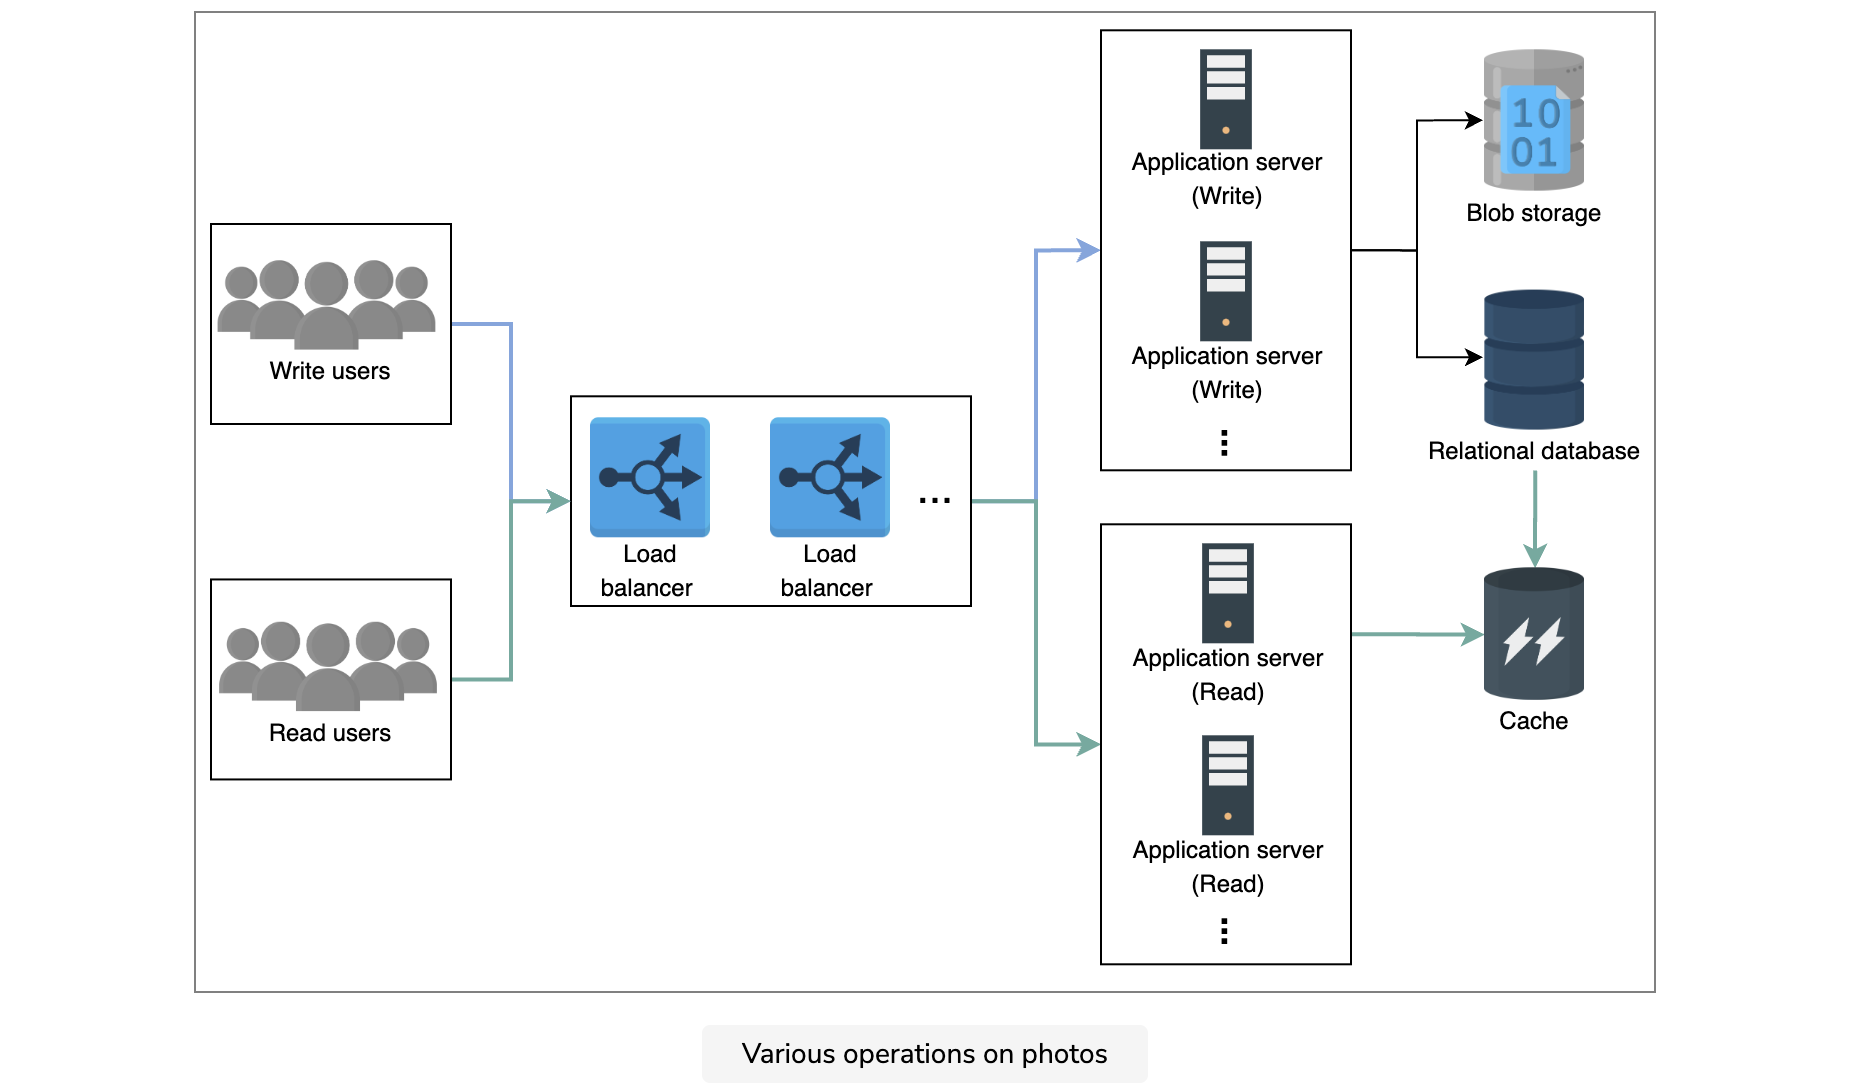 Write users
Read users
Load
balancer
Load
balancer
...
Application server
(Write)
Application server
(Write)
Application server
(Read)
Application server
(Read)
10
01
Blob storage
Relational database
Cache
Various operations on photos